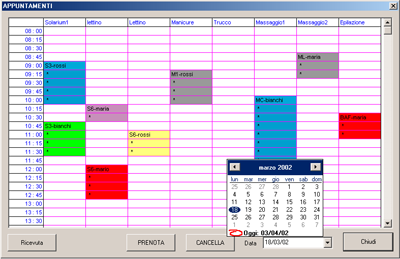 APPUNTAMENTI
Solarium1 lettino Lettino Manicure Trucco Massaggio1 Massaggio2 Epilazione
08 : 00
08 : 15
08 : 30
08 : 45 ML-maria
09 : 00 S3-rossi "
09 : 15 " M5-rossi "
09 : 30 " "
09 : 45 " "
10 : 00 " " MC-bianchi
10 : 15 S6-maria "
10 : 30 " " BAF-maria
10 : 45 S3-bianchi " "
11 : 00 " S6-rossi " "
11 : 15 " " "
11 : 30 " " "
11 : 45 "
12 : 00 S6-maria
12 : 15 "
12 : 30 "
12 : 45 "
13 : 00
13 : 15
13 : 30
marzo 2002
lun mar mer gio ven sab dom
25 26 27 28 1 2 3
4 5 6 7 8 9 10
11 12 13 14 15 16 17
18 19 20 21 22 23 24
25 26 27 28 29 30 31
1 2 3 4 5 6 7
Oggi: 03/04/02
Ricevuta PRENOTA CANCELLA Data 18/03/02 Chiudi